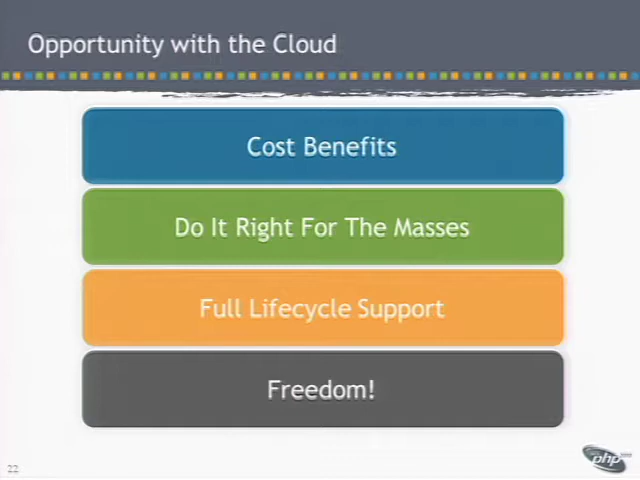 Opportunity with the Cloud
Cost Benefits
Do It Right For The Masses
Full Lifecycle Support
Freedom!
22
php